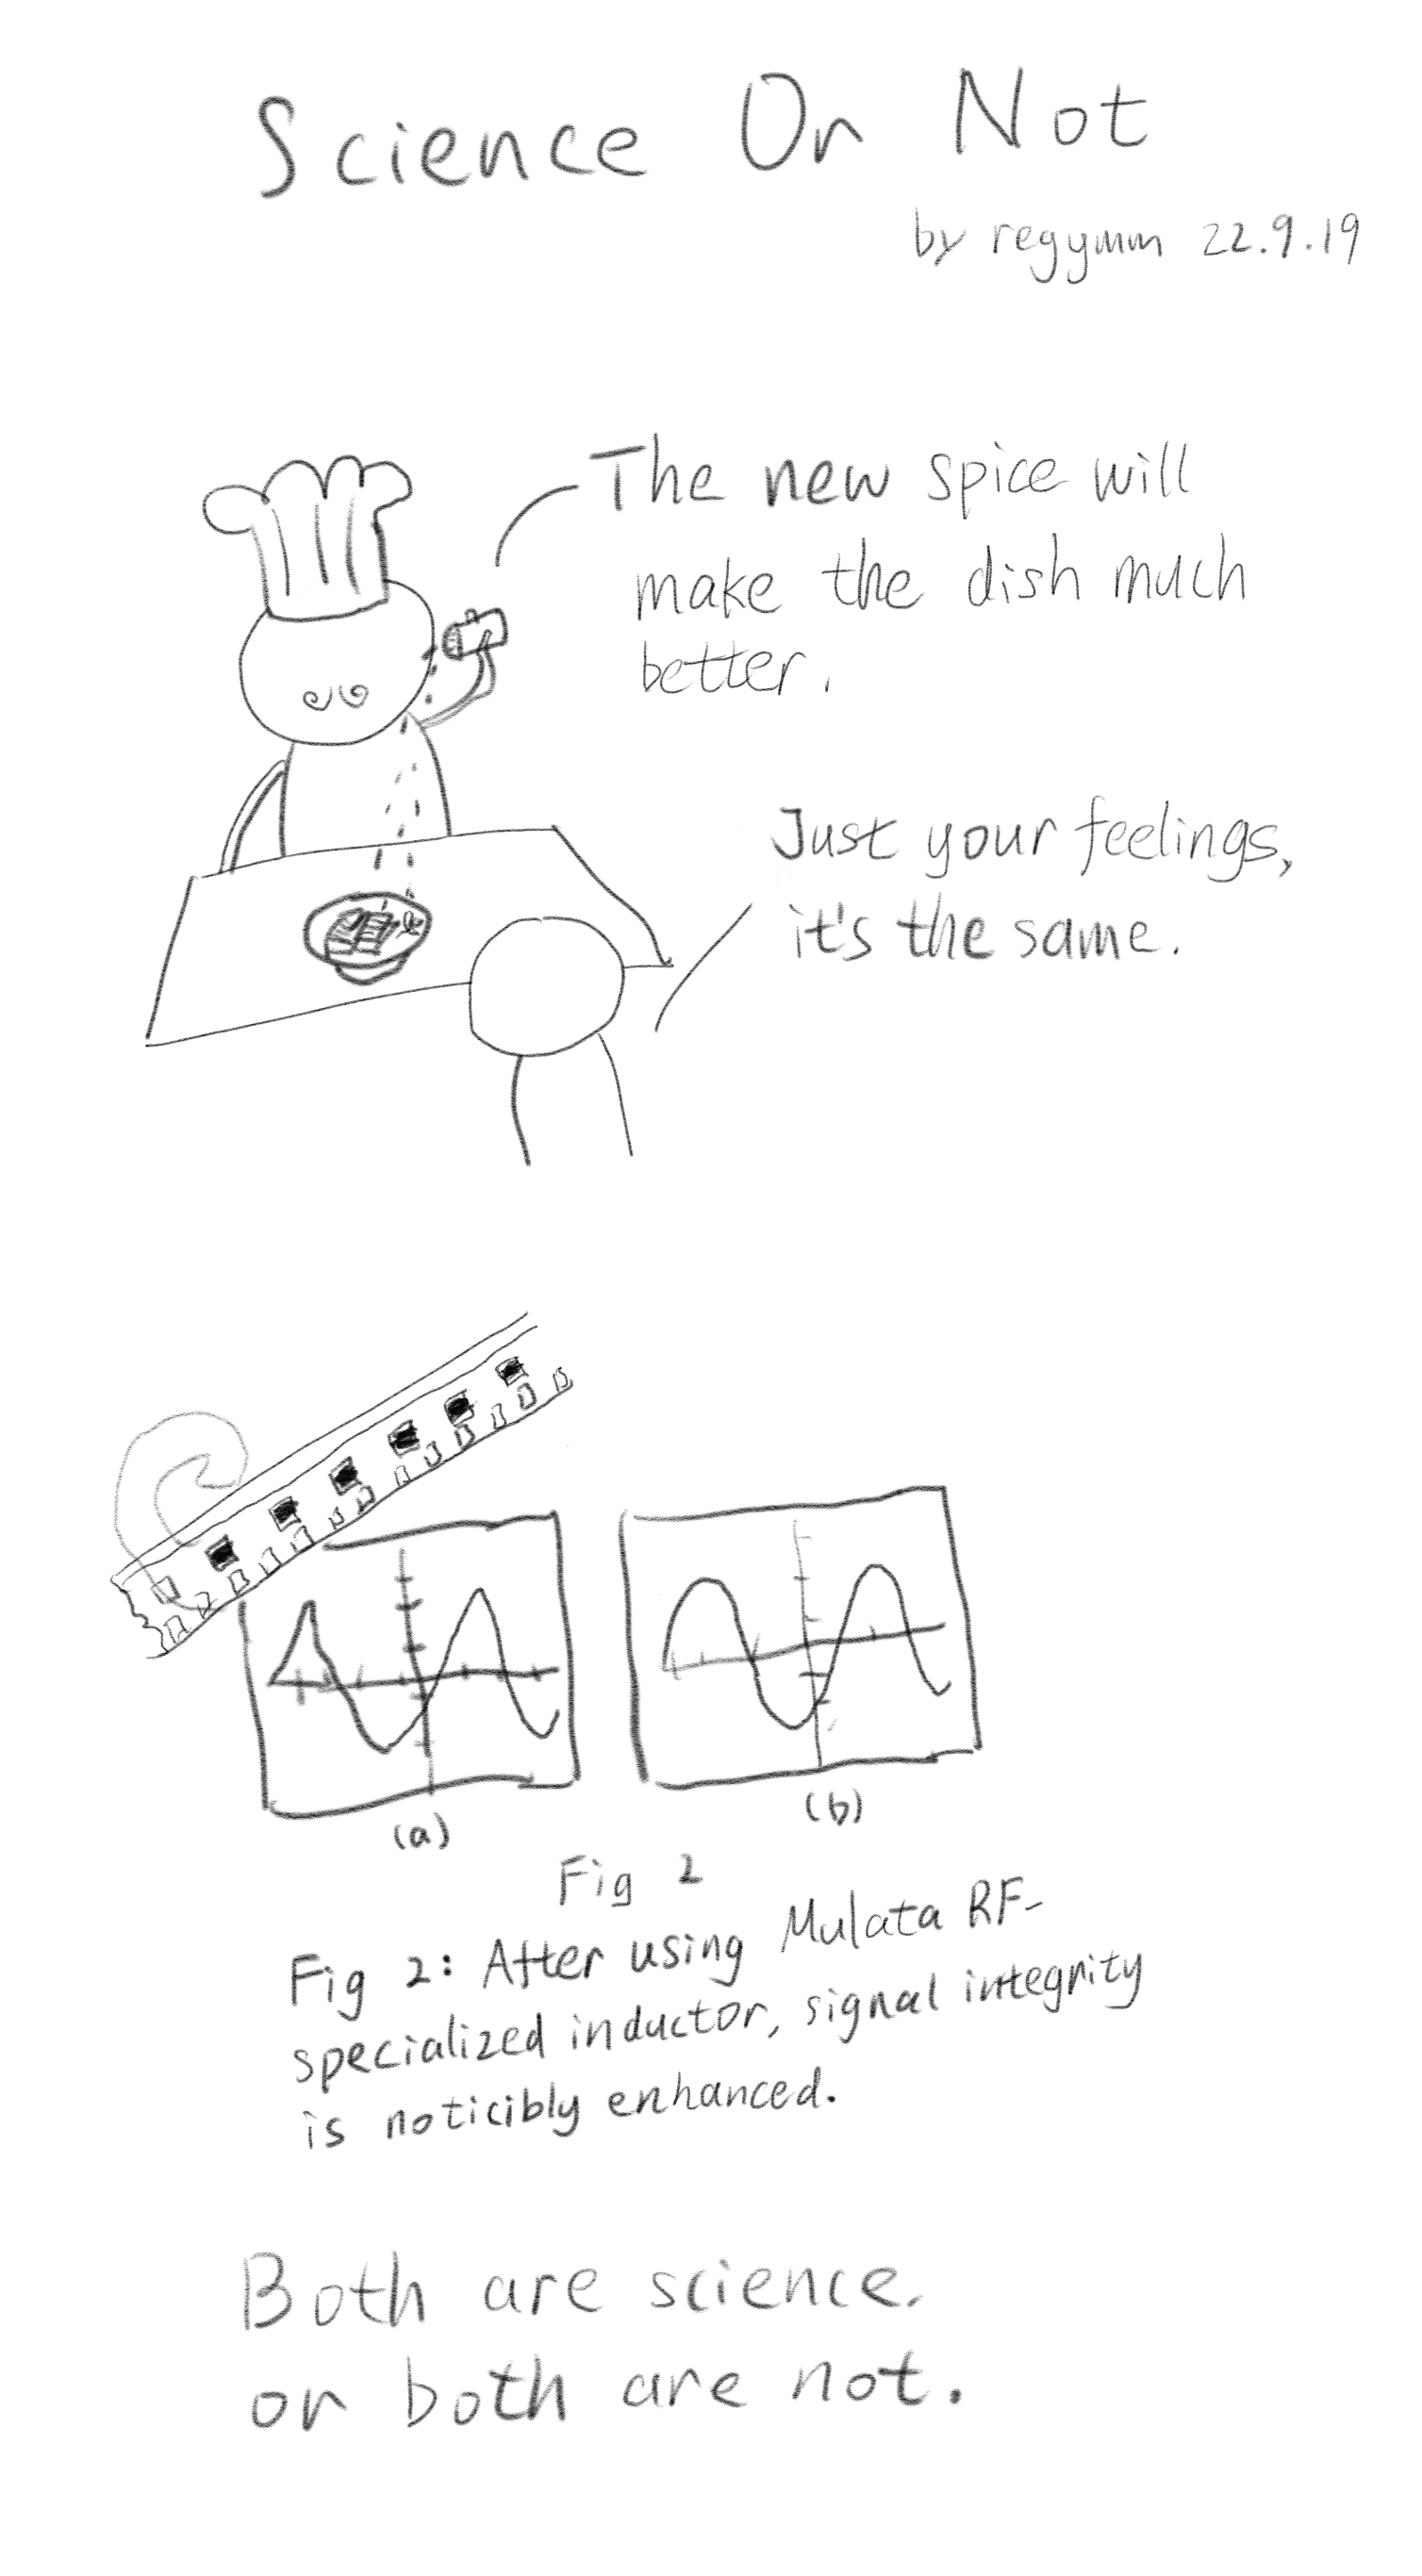 Science Or Not
by regymm 22.9.19
The new spice will
make the dish much
better.
Just your feelings,
it's the same.
(a)
(b)
Fig 2
Fig 2: After using Mulata RF-
specialized inductor, signal integrity
is noticibly enhanced.
Both are science.
or both are not.